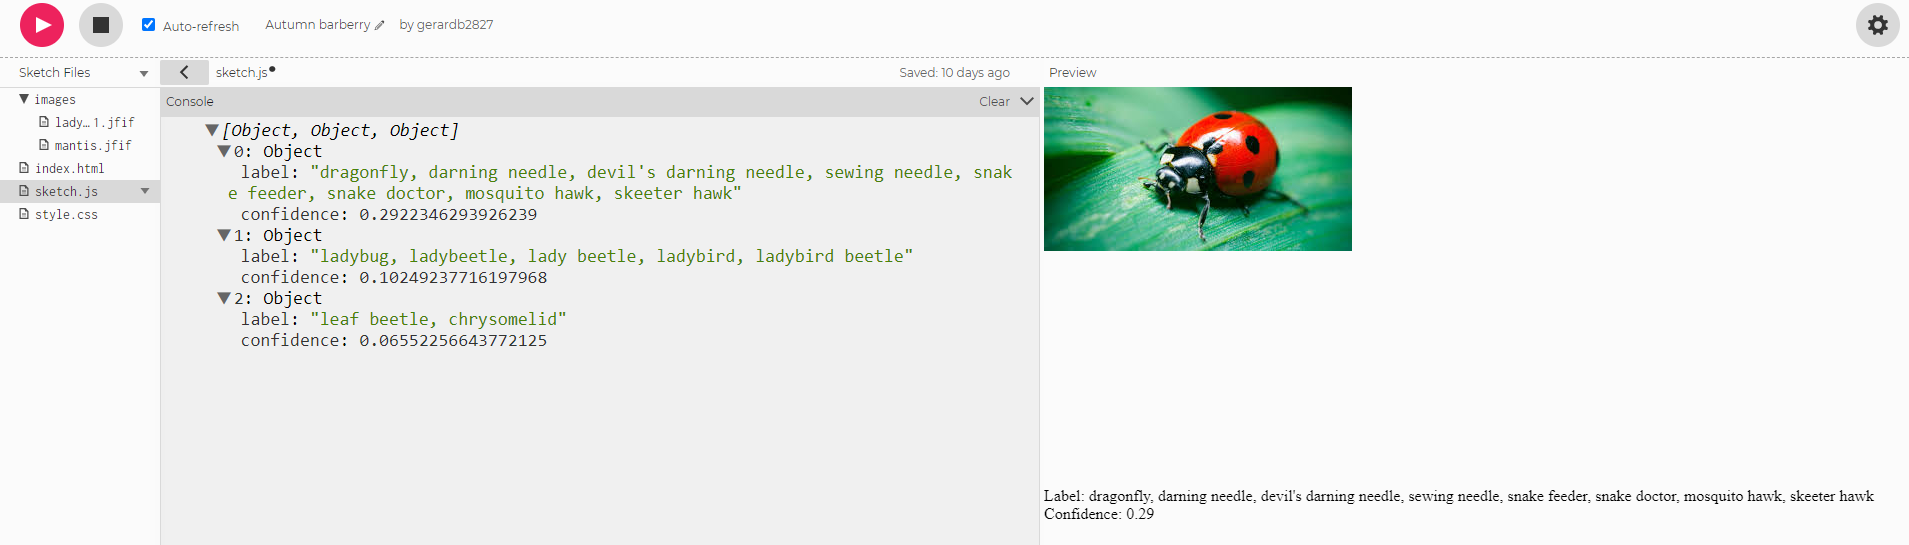 Auto-refresh
Autumn barberry
by gerardb2827
Sketch Files
sketch.js
Saved: 10 days ago
Preview
images
lady…1.jfif
mantis.jfif
index.html
sketch.js
style.css
Console
Clear
[Object, Object, Object]
0: Object
label: "dragonfly, darning needle, devil's darning needle, sewing needle, snak
e feeder, snake doctor, mosquito hawk, skeeter hawk"
confidence: 0.2922346293926239
1: Object
label: "ladybug, ladybeetle, lady beetle, ladybird, ladybird beetle"
confidence: 0.10249237716197968
2: Object
label: "leaf beetle, chrysomelid"
confidence: 0.06552256643772125
Label: dragonfly, darning needle, devil's darning needle, sewing needle, snake feeder, snake doctor, mosquito hawk, skeeter hawk
Confidence: 0.29